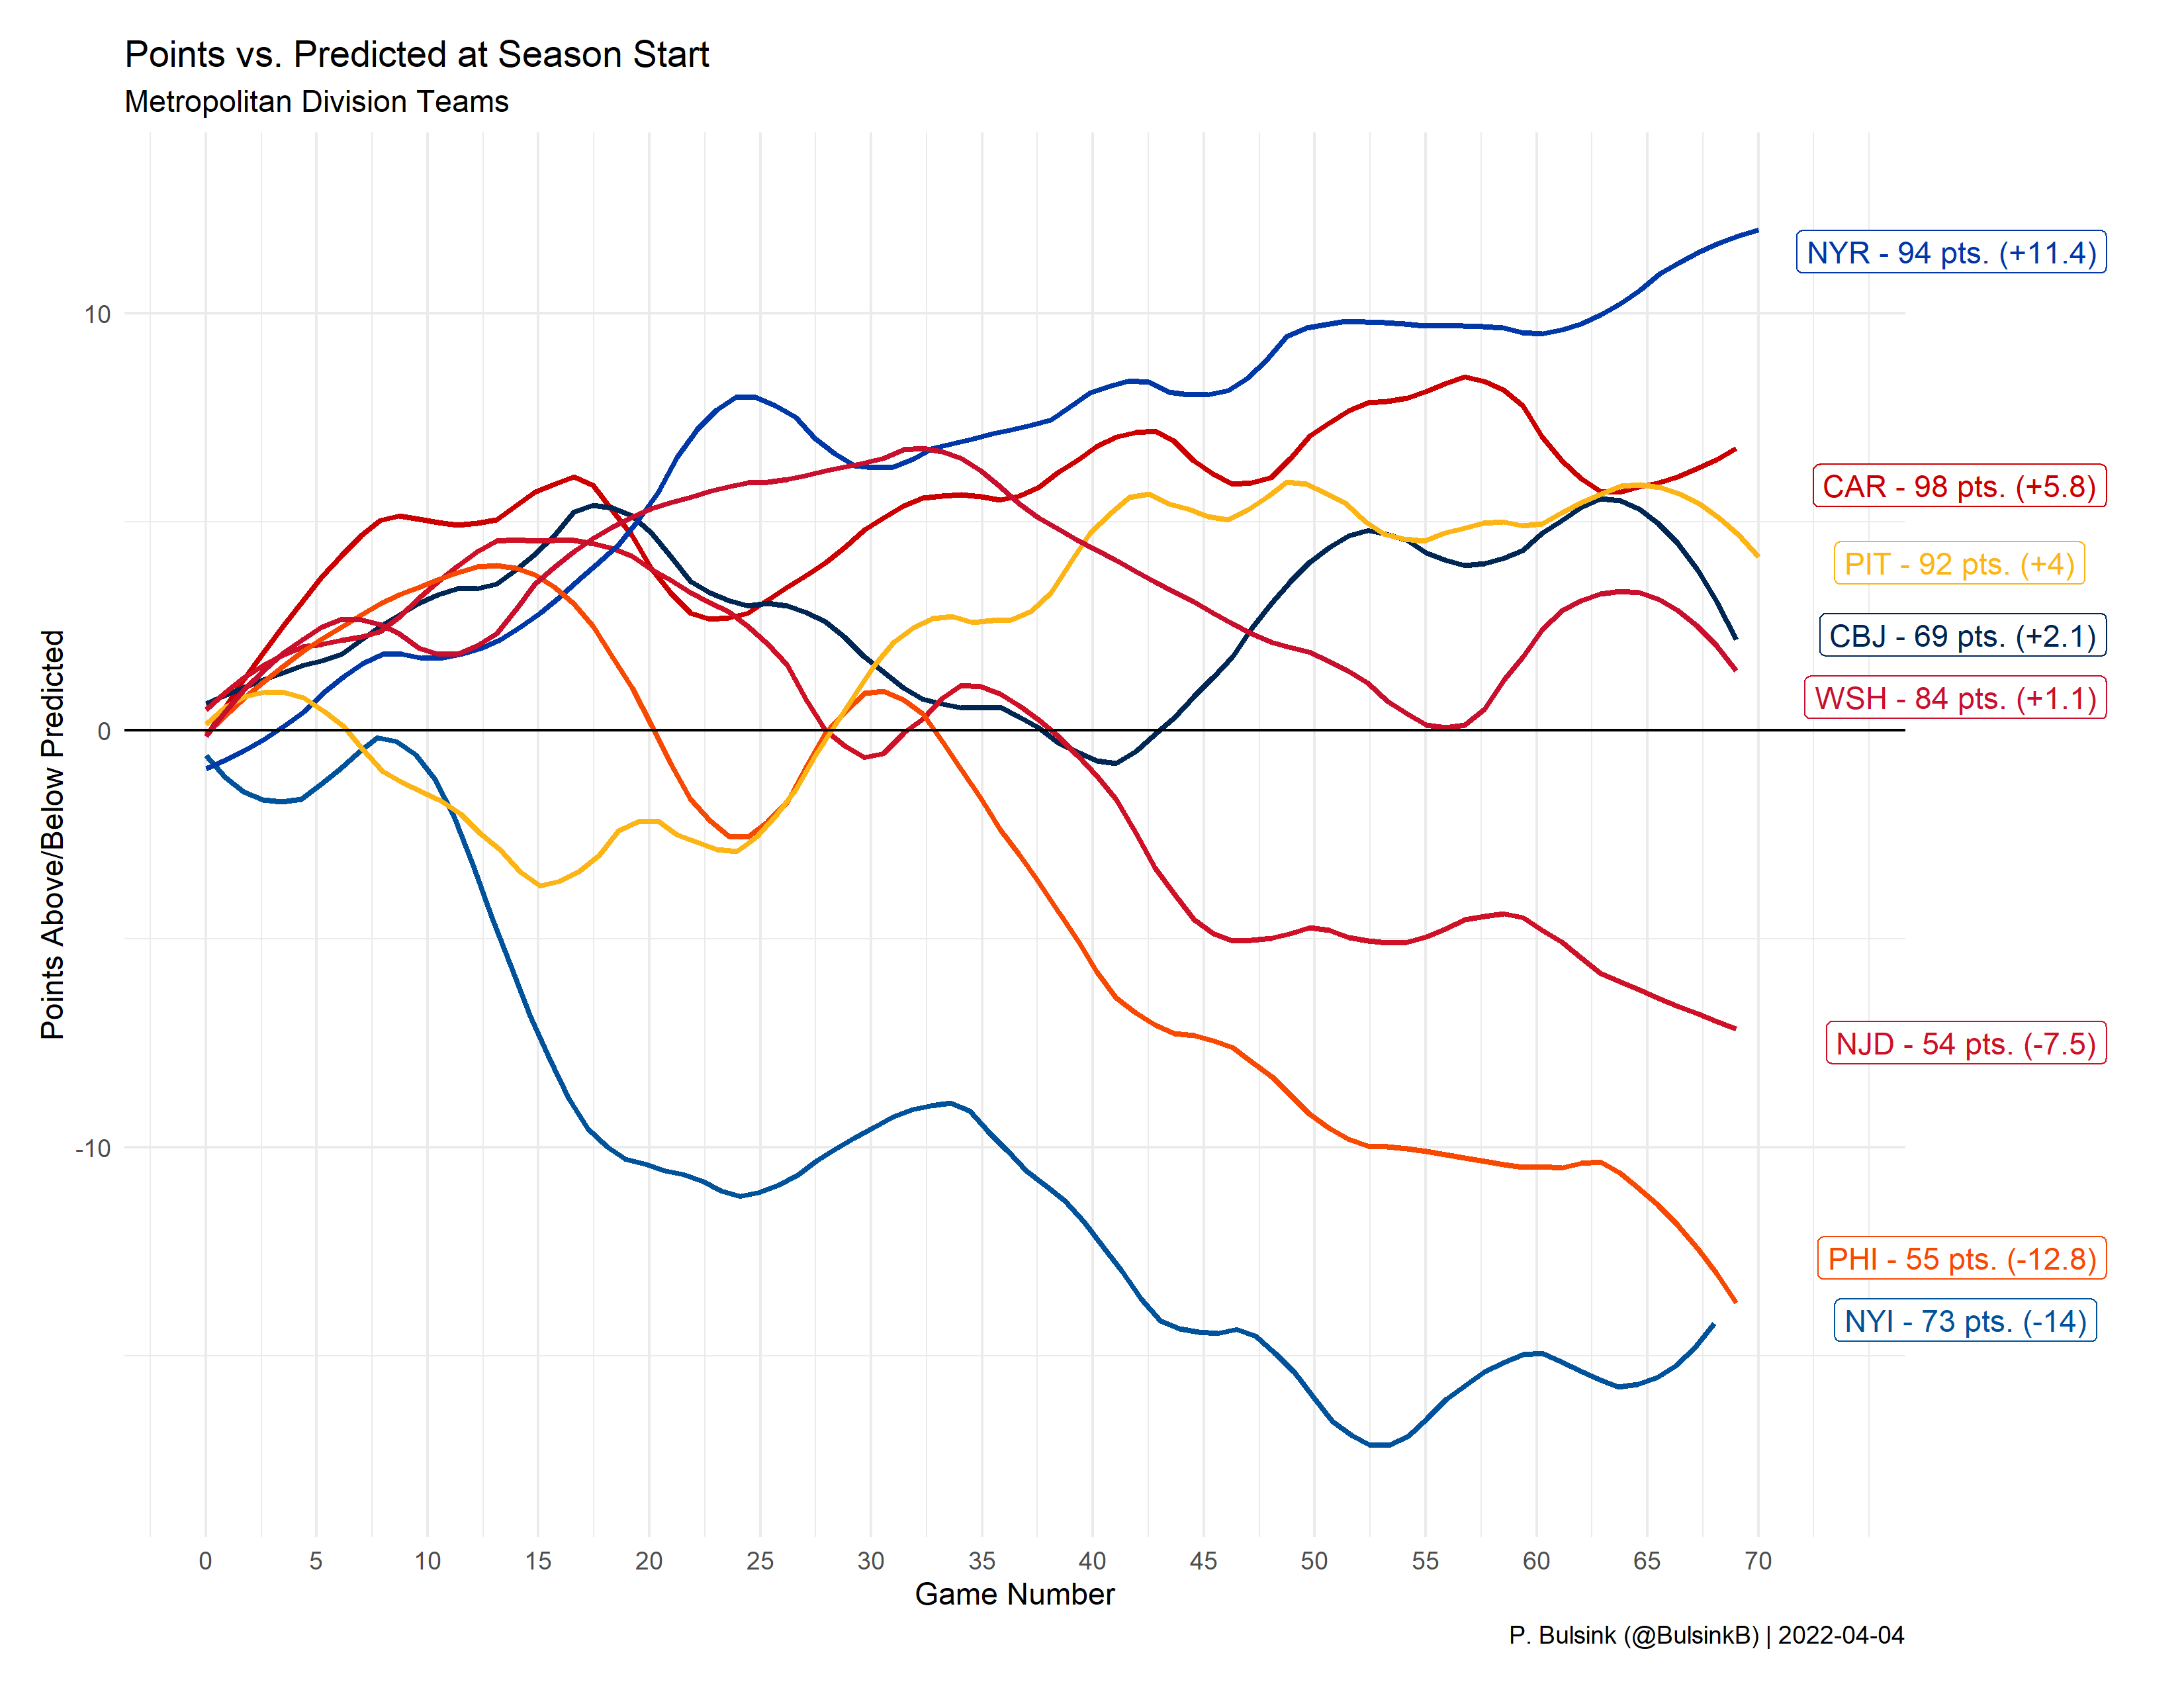 Points vs. Predicted at Season Start
Metropolitan Division Teams
Points Above/Below Predicted
10
0
-10
NYR - 94 pts. (+11.4)
CAR - 98 pts. (+5.8)
PIT - 92 pts. (+4)
CBJ - 69 pts. (+2.1)
WSH - 84 pts. (+1.1)
NJD - 54 pts. (-7.5)
PHI - 55 pts. (-12.8)
NYI - 73 pts. (-14)
0 5 10 15 20 25 30 35 40 45 50 55 60 65 70
Game Number
P. Bulsink (@BulsinkB) | 2022-04-04